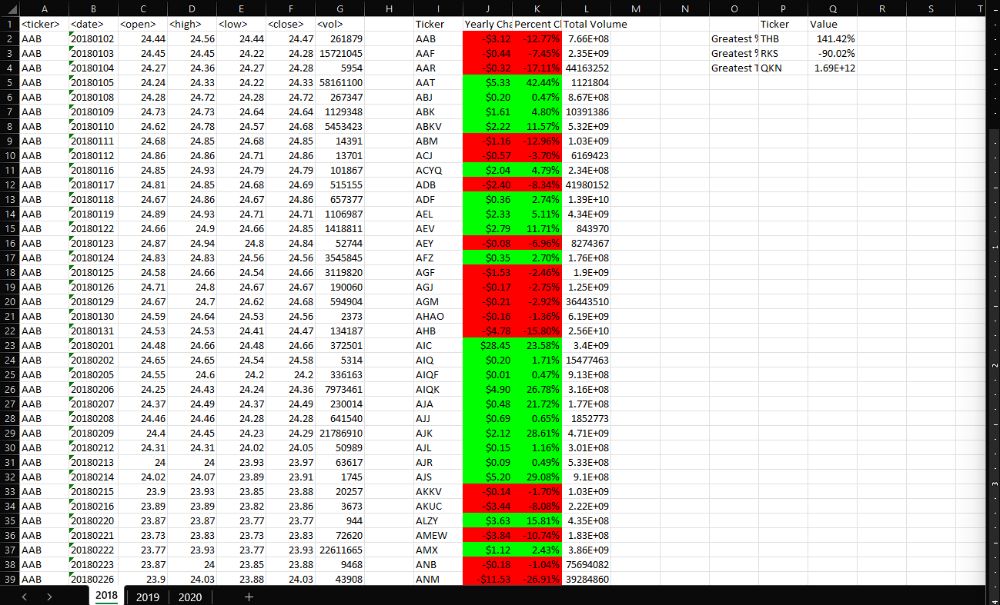 A B C D E F G H I J K L M N O P Q R S T
1 <ticker> <date> <open> <high> <low> <close> <vol> Ticker Yearly Cha Percent Cl Total Volume Ticker Value
2 AAB 20180102 24.44 24.56 24.44 24.47 261879 AAB -$3.12 -12.77% 7.66E+08 Greatest % THB 141.42%
3 AAB 20180103 24.45 24.45 24.22 24.28 15721045 AAF -$0.44 -7.45% 2.35E+09 Greatest % RKS -90.02%
4 AAB 20180104 24.27 24.36 24.27 24.28 5954 AAR -$0.32 -17.11% 44163252 Greatest T QKN 1.69E+12
5 AAB 20180105 24.24 24.33 24.22 24.33 58161100 AAT $5.33 42.44% 1121804
6 AAB 20180108 24.28 24.72 24.28 24.72 267347 ABJ $0.20 0.47% 8.67E+08
7 AAB 20180109 24.73 24.73 24.64 24.64 1129348 ABK $1.61 4.80% 10391386
8 AAB 20180110 24.62 24.78 24.57 24.68 5453423 ABKV $2.22 11.57% 5.32E+09
9 AAB 20180111 24.68 24.85 24.68 24.85 14391 ABM -$1.16 -12.96% 1.03E+09
10 AAB 20180112 24.86 24.86 24.71 24.86 13701 ACJ -$0.57 -3.70% 6169423
11 AAB 20180116 24.85 24.93 24.79 24.79 101867 ACYQ $2.04 4.79% 2.34E+08
12 AAB 20180117 24.81 24.85 24.68 24.69 515155 ADB -$2.40 -8.34% 41980152
13 AAB 20180118 24.67 24.86 24.67 24.86 657377 ADF $0.36 2.74% 1.39E+10
14 AAB 20180119 24.89 24.93 24.71 24.71 1106987 AEL $2.33 5.11% 4.34E+09
15 AAB 20180122 24.66 24.9 24.66 24.85 1418811 AEV $2.79 11.71% 843970
16 AAB 20180123 24.87 24.94 24.8 24.84 52744 AEY -$0.08 -6.96% 8274367
17 AAB 20180124 24.83 24.83 24.56 24.56 3545845 AFZ $0.35 2.70% 1.76E+08
18 AAB 20180125 24.58 24.66 24.54 24.66 3119820 AGF -$1.53 -2.46% 1.9E+09
19 AAB 20180126 24.71 24.8 24.67 24.67 190060 AGJ -$0.17 -2.75% 1.25E+09
20 AAB 20180129 24.67 24.7 24.62 24.68 594904 AGM -$0.21 -2.92% 36443510
21 AAB 20180130 24.59 24.64 24.53 24.56 2373 AHAO -$0.16 -1.36% 6.19E+09
22 AAB 20180131 24.53 24.53 24.41 24.47 134187 AHB -$4.78 -15.80% 2.56E+10
23 AAB 20180201 24.48 24.66 24.48 24.66 372501 AIC $28.45 23.58% 3.4E+09
24 AAB 20180202 24.65 24.65 24.54 24.58 5314 AIQ $0.20 1.71% 15477463
25 AAB 20180205 24.55 24.6 24.2 24.2 336163 AIQF $0.01 0.47% 9.13E+08
26 AAB 20180206 24.25 24.43 24.24 24.36 7973461 AIQK $4.90 26.78% 3.16E+08
27 AAB 20180207 24.37 24.49 24.37 24.49 230014 AJA $0.48 21.72% 1.77E+08
28 AAB 20180208 24.46 24.46 24.28 24.28 641540 AJJ $0.69 0.65% 1852773
29 AAB 20180209 24.4 24.45 24.23 24.29 21786910 AJK $2.12 28.61% 4.71E+09
30 AAB 20180212 24.31 24.31 24.02 24.05 50989 AJL $0.15 1.16% 3.01E+08
31 AAB 20180213 24 24 23.93 23.97 63617 AJR $0.09 0.49% 5.33E+08
32 AAB 20180214 24.02 24.07 23.89 23.91 1745 AJS $5.20 29.08% 9.1E+08
33 AAB 20180215 23.9 23.93 23.85 23.88 20257 AKKV -$0.14 -1.70% 1.03E+09
34 AAB 20180216 23.89 23.89 23.82 23.86 3673 AKUC -$3.44 -8.08% 2.22E+09
35 AAB 20180220 23.87 23.87 23.77 23.77 944 ALZY $3.63 15.81% 4.35E+08
36 AAB 20180221 23.73 23.83 23.73 23.83 72620 AMEW -$3.84 -10.74% 1.83E+08
37 AAB 20180222 23.77 23.93 23.77 23.93 22611665 AMX $1.12 2.43% 3.86E+09
38 AAB 20180223 23.87 24 23.85 23.88 9468 ANB -$0.18 -1.04% 75694082
39 AAB 20180226 23.9 24.03 23.88 24.03 43908 ANM -$11.53 -26.91% 39284860
2018 2019 2020